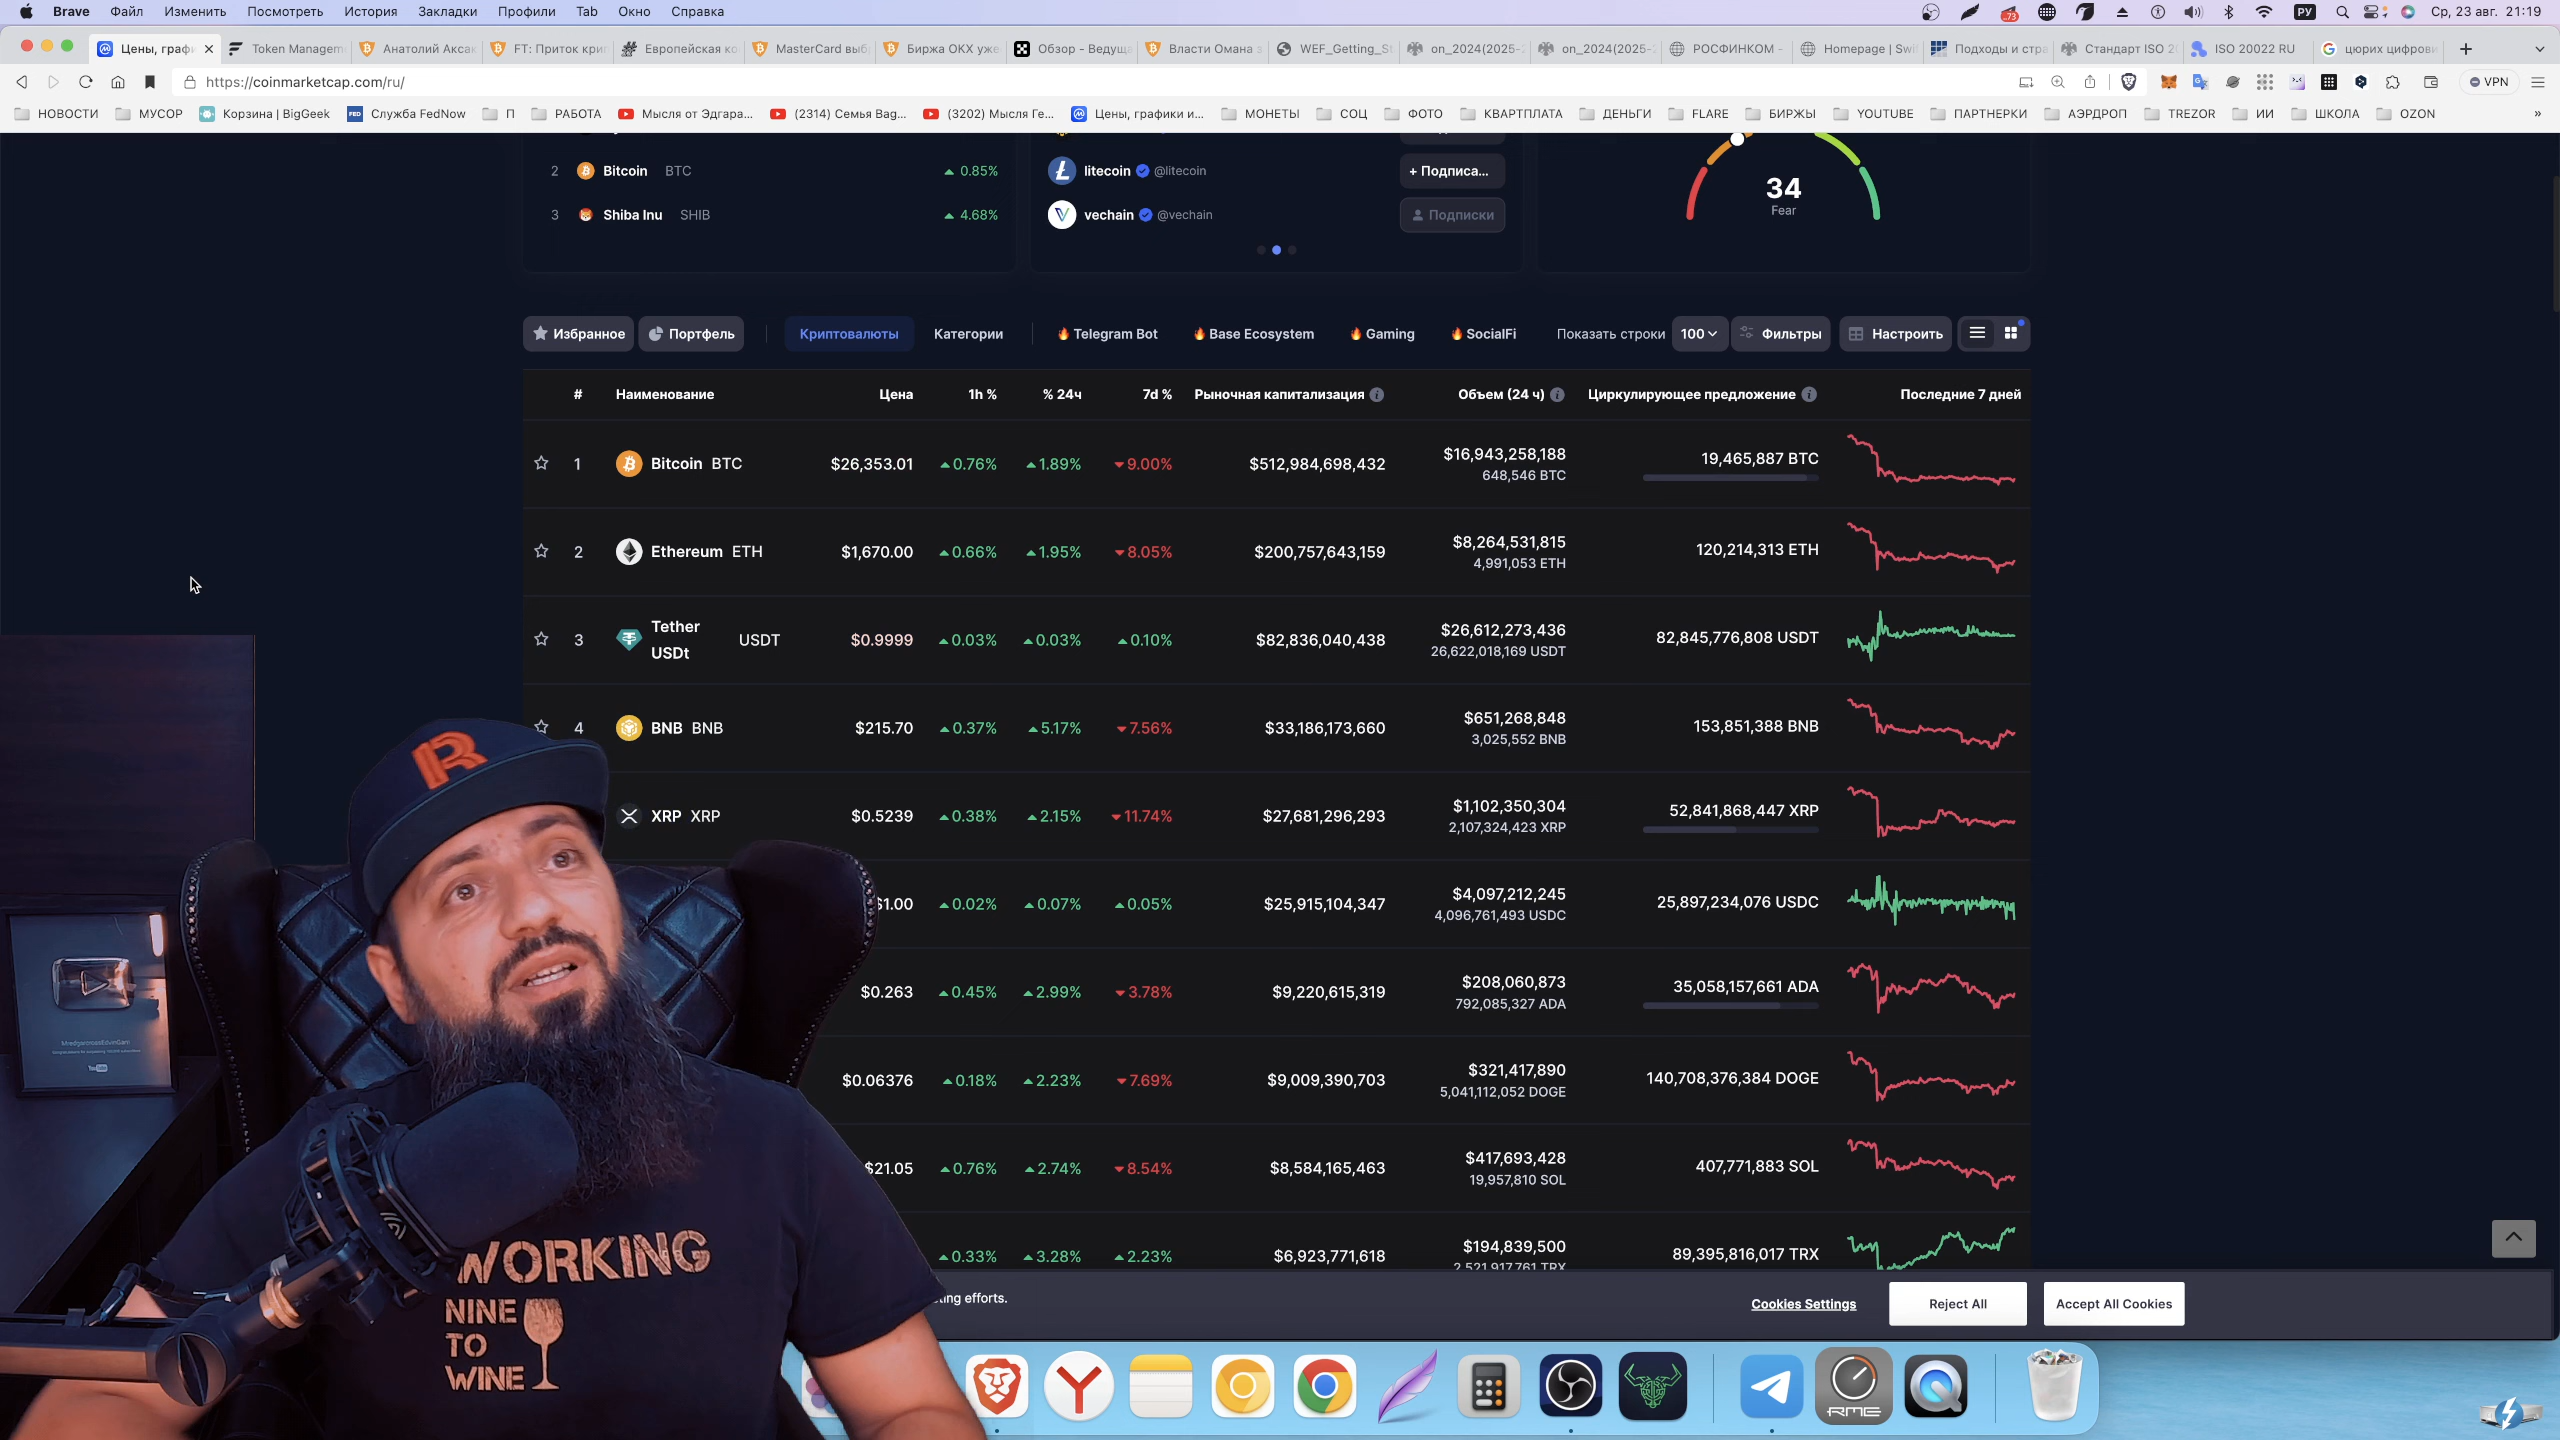 Brave Файл Изменить Посмотреть История Закладки Профили Tab Окно Справка
73 РУ Ср, 23 авг. 21:19
Цены, граф Token Managem Анатолий Акса FT: Приток кри Европейская ко MasterCard выб Биржа OKX уже Обзор - Ведущ Власти Омана з WEF_Getting_St on_2024(2025- on_2024(2025- РОСФИНКОМ - Homepage | Swi Подходы и стра Стандарт ISO 20 ISO 20022 RU цюрих цифров
https://coinmarketcap.com/ru/ VPN
НОВОСТИ МУСОР Корзина | BigGeek Служба FedNow П РАБОТА Мысля от Эдгара... (2314) Семья Bag... (3202) Мысля Ге... Цены, графики и... МОНЕТЫ СОЦ ФОТО КВАРТПЛАТА ДЕНЬГИ FLARE БИРЖЫ YOUTUBE ПАРТНЕРКИ АЭРДРОП TREZOR ИИ ШКОЛА OZON »
2 Bitcoin BTC 0.85% litecoin @litecoin + Подписа...
3 Shiba Inu SHIB 4.68% vechain @vechain Подписки
34
Fear
Избранное Портфель Криптовалюты Категории Telegram Bot Base Ecosystem Gaming SocialFi Показать строки 100 Фильтры Настроить
# Наименование Цена 1h % % 24ч 7d % Рыночная капитализация Объем (24 ч) Циркулирующее предложение Последние 7 дней
1 Bitcoin BTC $26,353.01 0.76% 1.89% 9.00% $512,984,698,432 $16,943,258,188 19,465,887 BTC
648,546 BTC
2 Ethereum ETH $1,670.00 0.66% 1.95% 8.05% $200,757,643,159 $8,264,531,815 120,214,313 ETH
4,991,053 ETH
3 Tether USDt USDT $0.9999 0.03% 0.03% 0.10% $82,836,040,438 $26,612,273,436 82,845,776,808 USDT
26,622,018,169 USDT
4 BNB BNB $215.70 0.37% 5.17% 7.56% $33,186,173,660 $651,268,848 153,851,388 BNB
3,025,552 BNB
XRP XRP $0.5239 0.38% 2.15% 11.74% $27,681,296,293 $1,102,350,304 52,841,868,447 XRP
2,107,324,423 XRP
$1.00 0.02% 0.07% 0.05% $25,915,104,347 $4,097,212,245 25,897,234,076 USDC
4,096,761,493 USDC
$0.263 0.45% 2.99% 3.78% $9,220,615,319 $208,060,873 35,058,157,661 ADA
792,085,327 ADA
$0.06376 0.18% 2.23% 7.69% $9,009,390,703 $321,417,890 140,708,376,384 DOGE
5,041,112,052 DOGE
$21.05 0.76% 2.74% 8.54% $8,584,165,463 $417,693,428 407,771,883 SOL
19,957,810 SOL
0.33% 3.28% 2.23% $6,923,771,618 $194,839,500 89,395,816,017 TRX
2,521,917,761 TRX
ting efforts. Cookies Settings Reject All Accept All Cookies
R
YouTube
WORKING
NINE
TO
WINE
RME